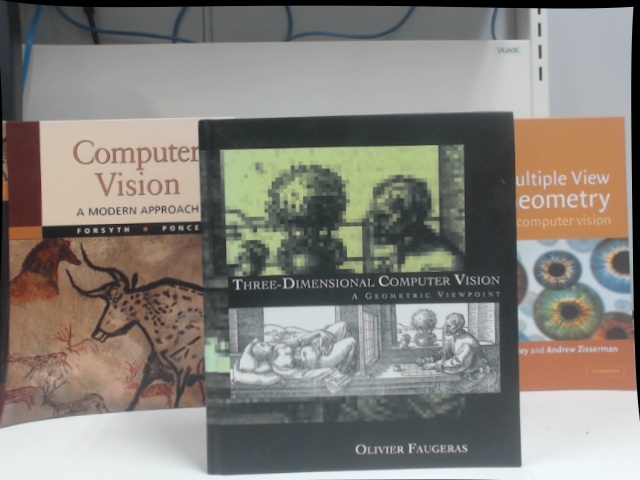 Computer
Vision
A MODERN APPROACH
FORSYTH ▪ PONCE
THREE-DIMENSIONAL COMPUTER VISION
A GEOMETRIC VIEWPOINT
OLIVIER FAUGERAS
ultiple View
eometry
computer vision
ley and Andrew Zisserman